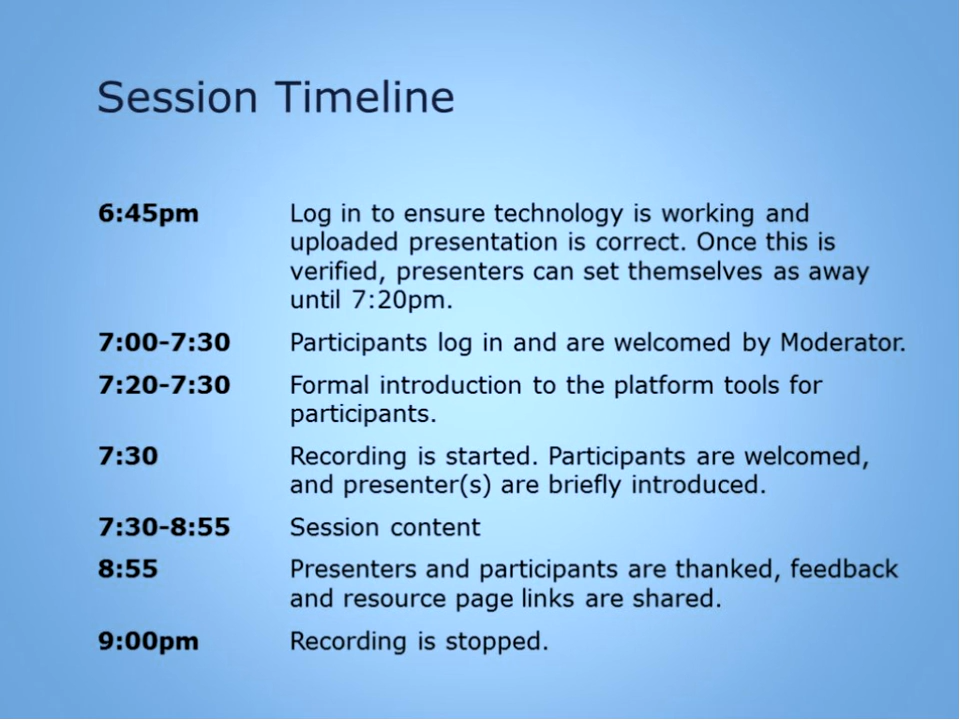 Session Timeline
6:45pm Log in to ensure technology is working and
uploaded presentation is correct. Once this is
verified, presenters can set themselves as away
until 7:20pm.
7:00-7:30 Participants log in and are welcomed by Moderator.
7:20-7:30 Formal introduction to the platform tools for
participants.
7:30 Recording is started. Participants are welcomed,
and presenter(s) are briefly introduced.
7:30-8:55 Session content
8:55 Presenters and participants are thanked, feedback
and resource page links are shared.
9:00pm Recording is stopped.